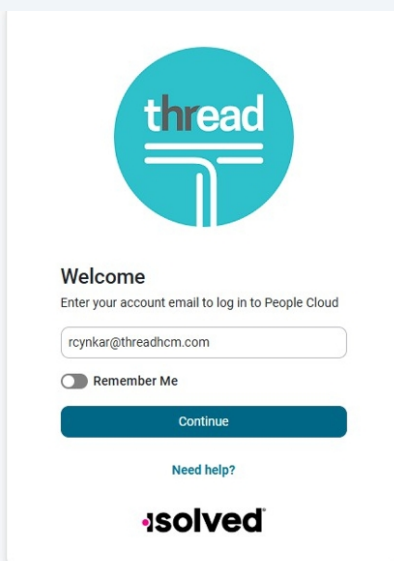 thread
Welcome
Enter your account email to log in to People Cloud
rcynkar@threadhcm.com
Remember Me
Continue
Need help?
isolved